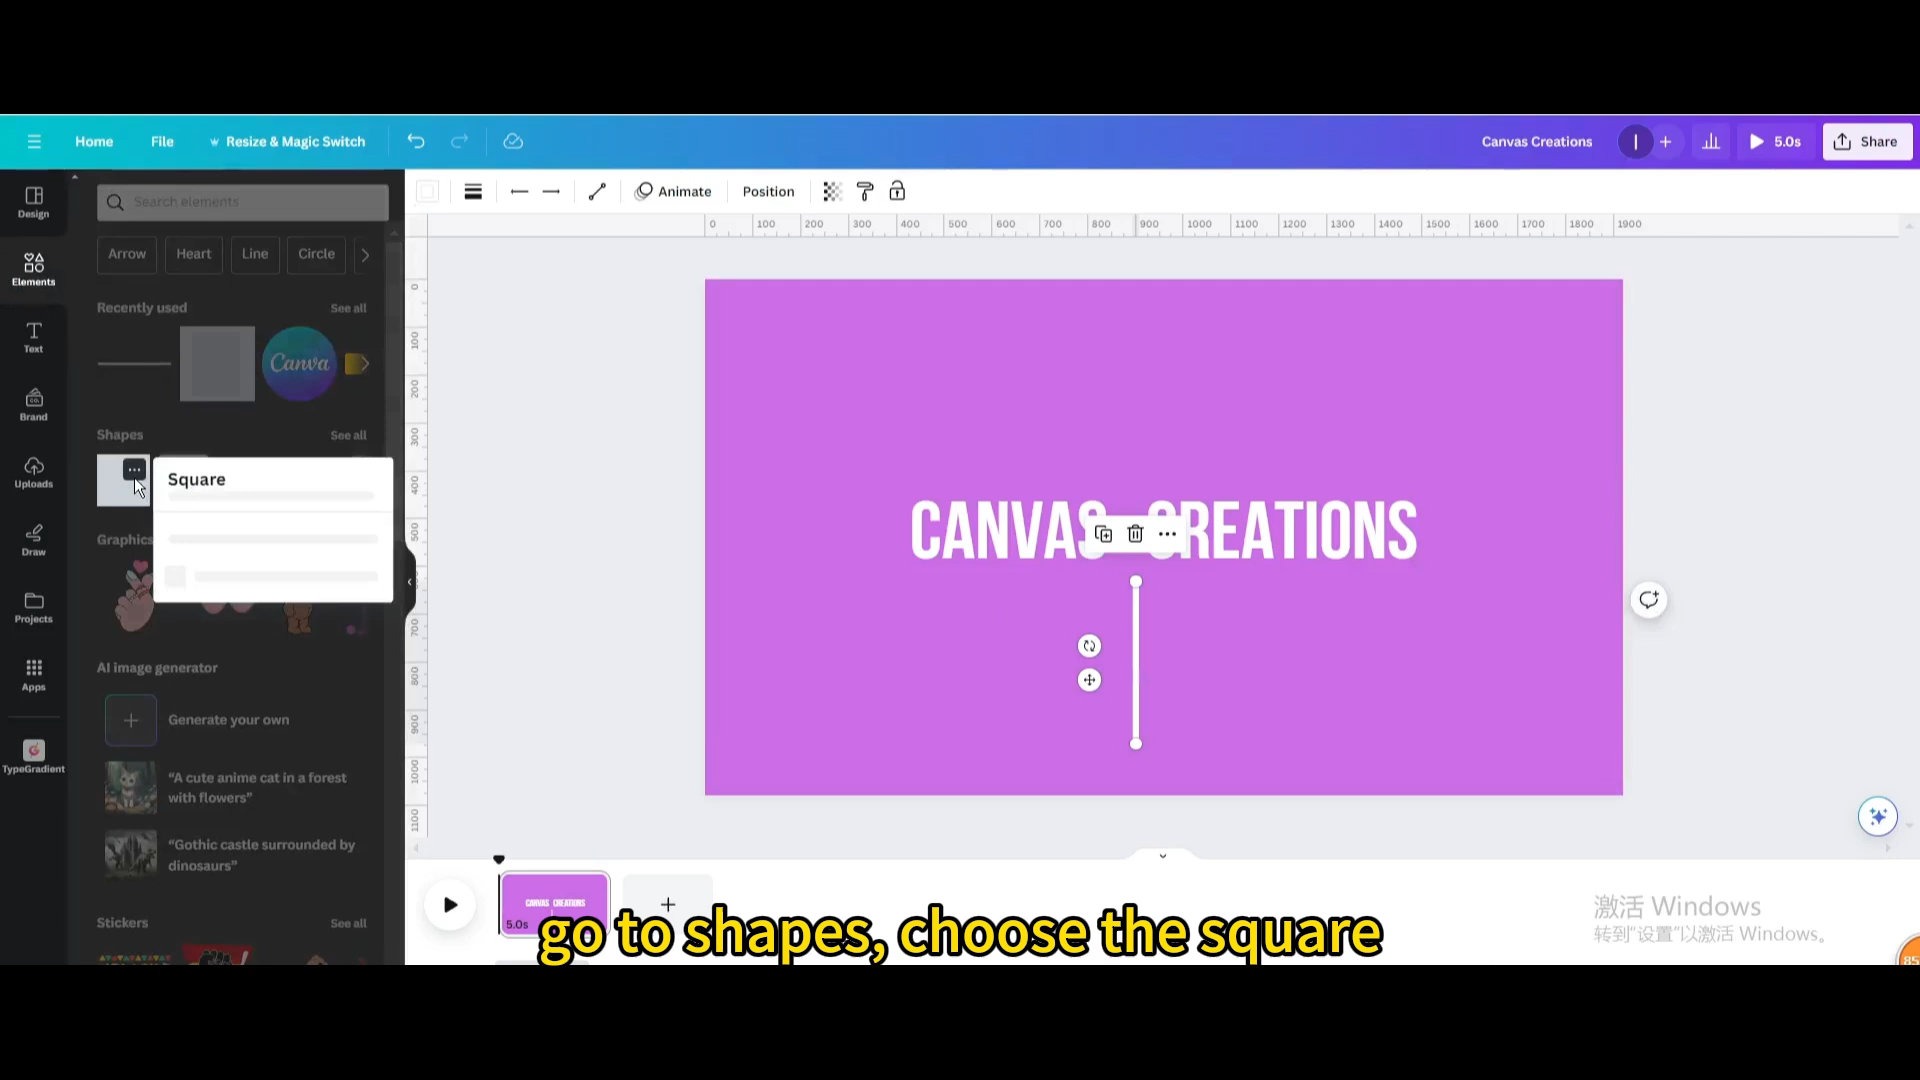 Home
File
Resize & Magic Switch
Canvas Creations
5.0s
Share
Design
Search elements
Animate
Position
0 100 200 300 400 500 600 700 800 900 1000 1100 1200 1300 1400 1500 1600 1700 1800 1900
Arrow
Heart
Line
Circle
Elements
Recently used
See all
0
100
200
300
400
500
700
800
900
1000
1100
Text
Canva
Brand
Shapes
See all
Square
Uploads
CANVAS CREATIONS
Draw
Graphics
Projects
AI image generator
Apps
Generate your own
TypeGradient
“A cute anime cat in a forest
with flowers”
“Gothic castle surrounded by
dinosaurs”
Stickers
See all
CANVAS CREATIONS
5.0s
go to shapes, choose the square
激活 Windows
转到“设置”以激活 Windows。
85